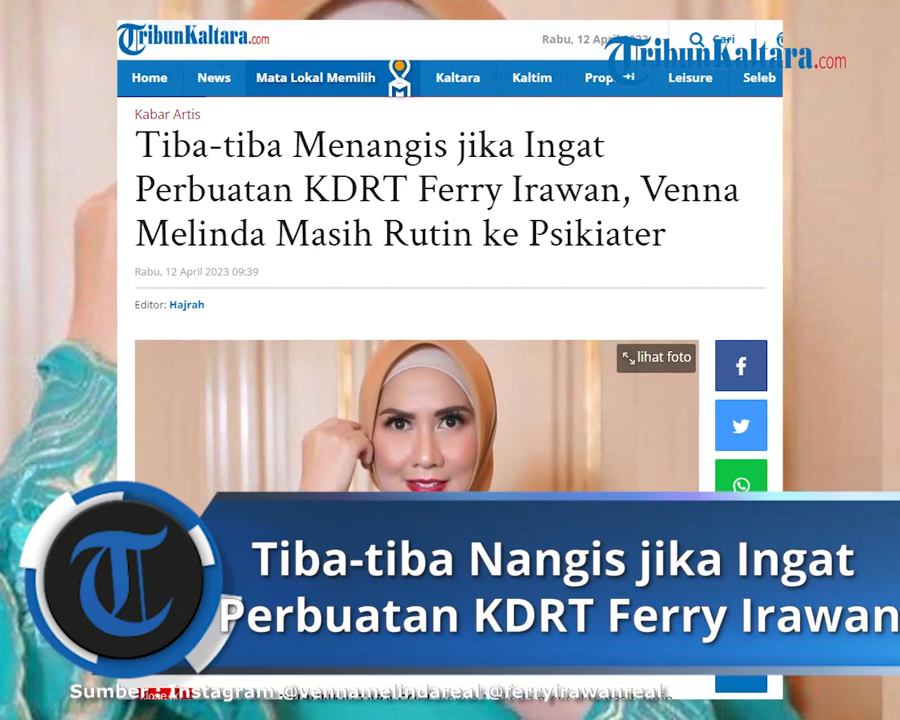 TribunKaltara.com
Rabu, 12 April 2023
Cari
TribunKaltara.com
Home News Mata Lokal Memilih Kaltara Kaltim Properti Leisure Seleb
Kabar Artis
Tiba-tiba Menangis jika Ingat
Perbuatan KDRT Ferry Irawan, Venna
Melinda Masih Rutin ke Psikiater
Rabu, 12 April 2023 09:39
Editor: Hajrah
lihat foto
Tiba-tiba Nangis jika Ingat
Perbuatan KDRT Ferry Irawan
Sumber : Instagram @vennamelindareal @ferryirawanreal